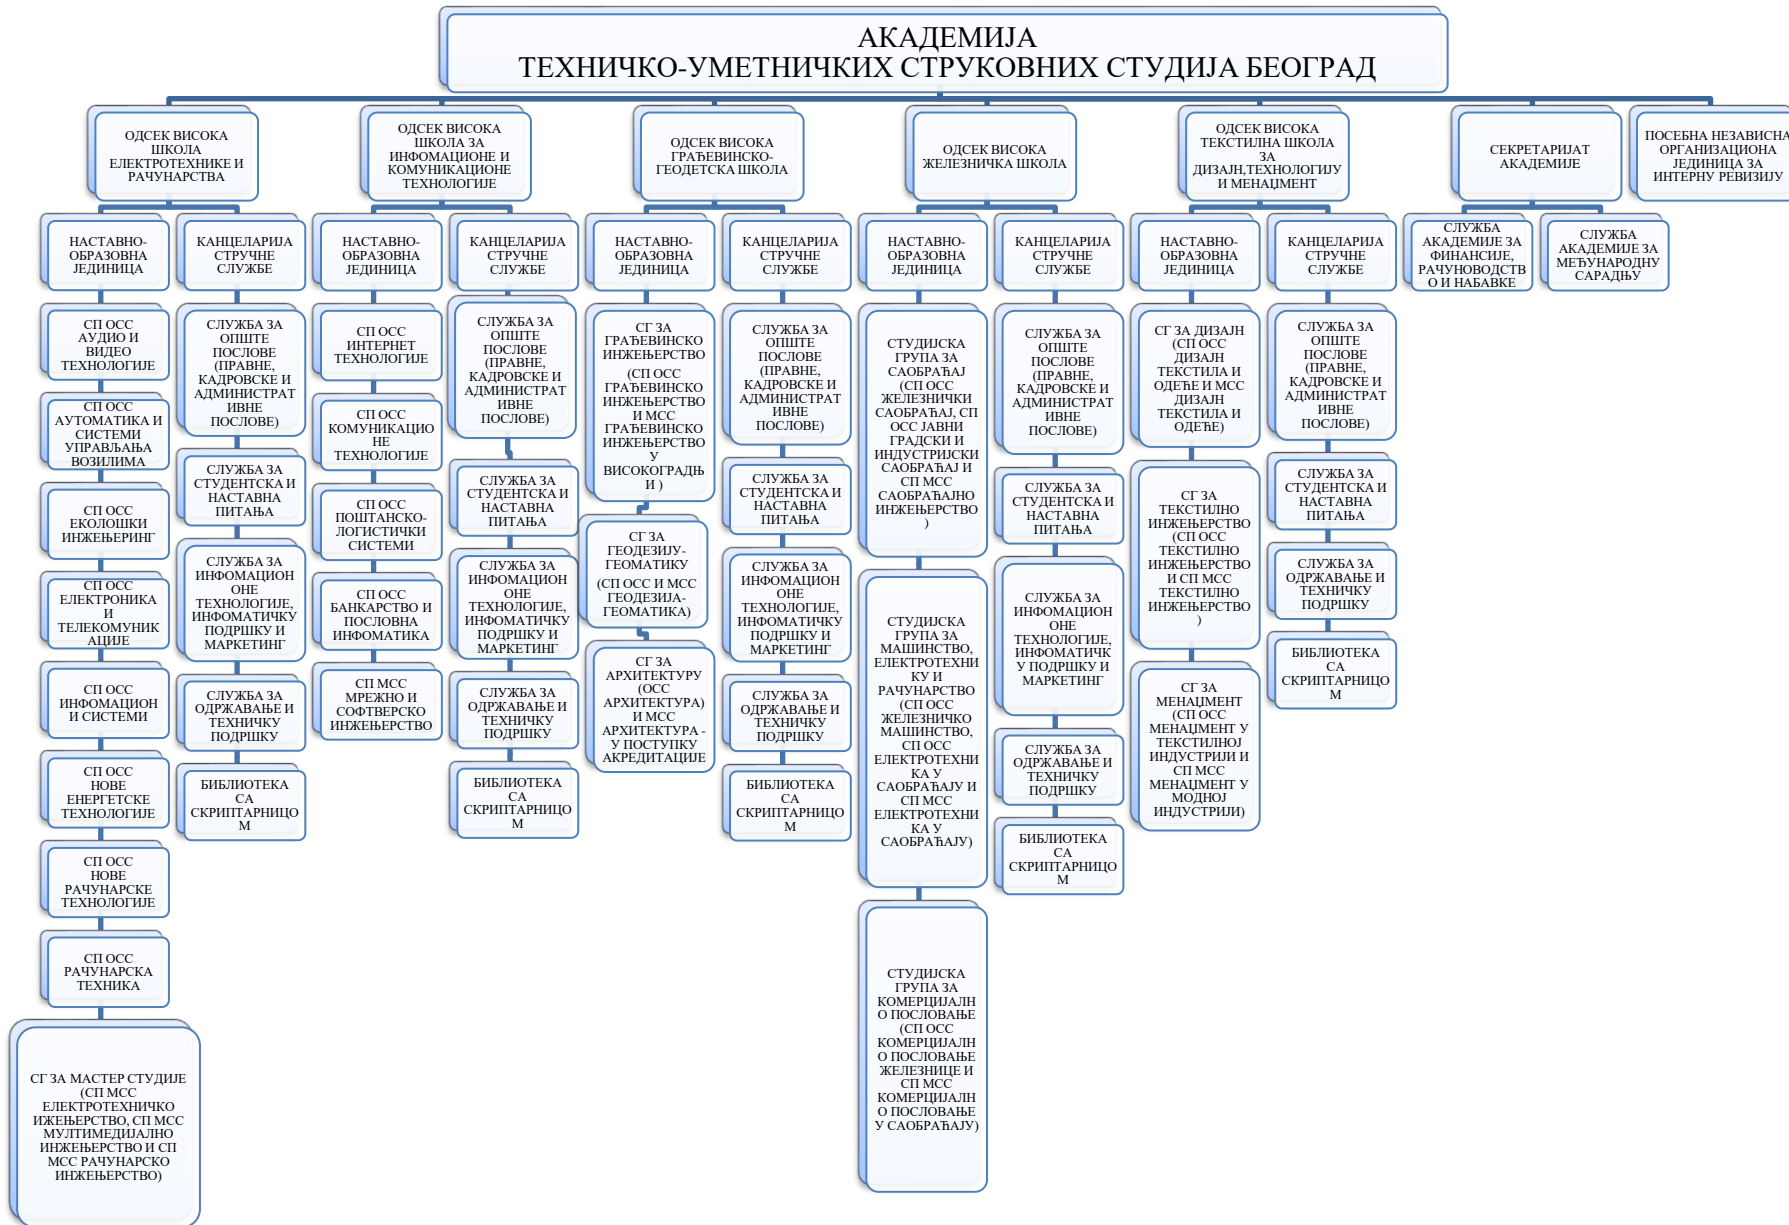 АКАДЕМИЈА
ТЕХНИЧКО-УМЕТНИЧКИХ СТРУКОВНИХ СТУДИЈА БЕОГРАД
ОДСЕК ВИСОКА
ШКОЛА
ЕЛЕКТРОТЕХНИКЕ И
РАЧУНАРСТВА
НАСТАВНО-
ОБРАЗОВНА
ЈЕДИНИЦА
СП ОСС
АУДИО И
ВИДЕО
ТЕХНОЛОГИЈЕ
СП ОСС
АУТОМАТИКА И
СИСТЕМИ
УПРАВЉАЊА
ВОЗИЛИМА
СП ОСС
ЕКОЛОШКИ
ИНЖЕЊЕРИНГ
СП ОСС
ЕЛЕКТРОНИКА
И
ТЕЛЕКОМУНИК
АЦИЈЕ
СП ОСС
ИНФОМАЦИОН
И СИСТЕМИ
СП ОСС
НОВЕ
ЕНЕРГЕТСКЕ
ТЕХНОЛОГИЈЕ
СП ОСС
НОВЕ
РАЧУНАРСКЕ
ТЕХНОЛОГИЈЕ
СП ОСС
РАЧУНАРСКА
ТЕХНИКА
СГ ЗА МАСТЕР СТУДИЈЕ
(СП МСС
ЕЛЕКТРОТЕХНИЧКО
ИЖЕЊЕРСТВО, СП МСС
МУЛТИМЕДИЈАЛНО
ИНЖЕЊЕРСТВО И СП
МСС РАЧУНАРСКО
ИНЖЕЊЕРСТВО)
КАНЦЕЛАРИЈА
СТРУЧНЕ
СЛУЖБЕ
СЛУЖБА ЗА
ОПШТЕ
ПОСЛОВЕ
(ПРАВНЕ,
КАДРОВСКЕ И
АДМИНИСТРАТ
ИВНЕ
ПОСЛОВЕ)
СЛУЖБА ЗА
СТУДЕНТСКА И
НАСТАВНА
ПИТАЊА
СЛУЖБА ЗА
ИНФОМАЦИОН
ОНЕ
ТЕХНОЛОГИЈЕ,
ИНФОМАТИЧКУ
ПОДРШКУ И
МАРКЕТИНГ
СЛУЖБА ЗА
ОДРЖАВАЊЕ И
ТЕХНИЧКУ
ПОДРШКУ
БИБЛИОТЕКА
СА
СКРИПТАРНИЦО
М
ОДСЕК ВИСОКА
ШКОЛА ЗА
ИНФОМАЦИОНЕ И
КОМУНИКАЦИОНЕ
ТЕХНОЛОГИЈЕ
НАСТАВНО-
ОБРАЗОВНА
ЈЕДИНИЦА
СП ОСС
ИНТЕРНЕТ
ТЕХНОЛОГИЈЕ
СП ОСС
КОМУНИКАЦИО
НЕ
ТЕХНОЛОГИЈЕ
СП ОСС
ПОШТАНСКО-
ЛОГИСТИЧКИ
СИСТЕМИ
СП ОСС
БАНКАРСТВО И
ПОСЛОВНА
ИНФОМАТИКА
СП МСС
МРЕЖНО И
СОФТВЕРСКО
ИНЖЕЊЕРСТВО
КАНЦЕЛАРИЈА
СТРУЧНЕ
СЛУЖБЕ
СЛУЖБА ЗА
ОПШТЕ
ПОСЛОВЕ
(ПРАВНЕ,
КАДРОВСКЕ И
АДМИНИСТРАТ
ИВНЕ
ПОСЛОВЕ)
СЛУЖБА ЗА
СТУДЕНТСКА И
НАСТАВНА
ПИТАЊА
СЛУЖБА ЗА
ИНФОМАЦИОН
ОНЕ
ТЕХНОЛОГИЈЕ,
ИНФОМАТИЧКУ
ПОДРШКУ И
МАРКЕТИНГ
СЛУЖБА ЗА
ОДРЖАВАЊЕ И
ТЕХНИЧКУ
ПОДРШКУ
БИБЛИОТЕКА
СА
СКРИПТАРНИЦО
М
ОДСЕК ВИСОКА
ГРАЂЕВИНСКО-
ГЕОДЕТСКА ШКОЛА
НАСТАВНО-
ОБРАЗОВНА
ЈЕДИНИЦА
СГ ЗА
ГРАЂЕВИНСКО
ИНЖЕЊЕРСТВО
(СП ОСС
ГРАЂЕВИНСКО
ИНЖЕЊЕРСТВО
И МСС
ГРАЂЕВИНСКО
ИНЖЕЊЕРСТВО
У
ВИСОКОГРАДЊ
И )
СГ ЗА
ГЕОДЕЗИЈУ-
ГЕОМАТИКУ
(СП ОСС И МСС
ГЕОДЕЗИЈА-
ГЕОМАТИКА)
СГ ЗА
АРХИТЕКТУРУ
(ОСС
АРХИТЕКТУРА)
И МСС
АРХИТЕКТУРА -
У ПОСТУПКУ
АКРЕДИТАЦИЈЕ
КАНЦЕЛАРИЈА
СТРУЧНЕ
СЛУЖБЕ
СЛУЖБА ЗА
ОПШТЕ
ПОСЛОВЕ
(ПРАВНЕ,
КАДРОВСКЕ И
АДМИНИСТРАТ
ИВНЕ
ПОСЛОВЕ)
СЛУЖБА ЗА
СТУДЕНТСКА И
НАСТАВНА
ПИТАЊА
СЛУЖБА ЗА
ИНФОМАЦИОН
ОНЕ
ТЕХНОЛОГИЈЕ,
ИНФОМАТИЧКУ
ПОДРШКУ И
МАРКЕТИНГ
СЛУЖБА ЗА
ОДРЖАВАЊЕ И
ТЕХНИЧКУ
ПОДРШКУ
БИБЛИОТЕКА
СА
СКРИПТАРНИЦО
М
ОДСЕК ВИСОКА
ЖЕЛЕЗНИЧКА ШКОЛА
НАСТАВНО-
ОБРАЗОВНА
ЈЕДИНИЦА
СТУДИЈСКА
ГРУПА ЗА
САОБРАЋАЈ
(СП ОСС
ЖЕЛЕЗНИЧКИ
САОБРАЋАЈ, СП
ОСС ЈАВНИ
ГРАДСКИ И
ИНДУСТРИЈСКИ
САОБРАЋАЈ И
СП МСС
САОБРАЋАЈНО
ИНЖЕЊЕРСТВО
)
СТУДИЈСКА
ГРУПА ЗА
МАШИНСТВО,
ЕЛЕКТРОТЕХНИ
КУ И
РАЧУНАРСТВО
(СП ОСС
ЖЕЛЕЗНИЧКО
МАШИНСТВО,
СП ОСС
ЕЛЕКТРОТЕХНИ
КА У
САОБРАЋАЈУ И
СП МСС
ЕЛЕКТРОТЕХНИ
КА У
САОБРАЋАЈУ)
СТУДИЈСКА
ГРУПА ЗА
КОМЕРЦИЈАЛН
О ПОСЛОВАЊЕ
(СП ОСС
КОМЕРЦИЈАЛН
О ПОСЛОВАЊЕ
ЖЕЛЕЗНИЦЕ И
СП МСС
КОМЕРЦИЈАЛН
О ПОСЛОВАЊЕ
У САОБРАЋАЈУ)
КАНЦЕЛАРИЈА
СТРУЧНЕ
СЛУЖБЕ
СЛУЖБА ЗА
ОПШТЕ
ПОСЛОВЕ
(ПРАВНЕ,
КАДРОВСКЕ И
АДМИНИСТРАТ
ИВНЕ
ПОСЛОВЕ)
СЛУЖБА ЗА
СТУДЕНТСКА И
НАСТАВНА
ПИТАЊА
СЛУЖБА ЗА
ИНФОМАЦИОН
ОНЕ
ТЕХНОЛОГИЈЕ,
ИНФОМАТИЧК
У ПОДРШКУ И
МАРКЕТИНГ
СЛУЖБА ЗА
ОДРЖАВАЊЕ И
ТЕХНИЧКУ
ПОДРШКУ
БИБЛИОТЕКА
СА
СКРИПТАРНИЦО
М
ОДСЕК ВИСОКА
ТЕКСТИЛНА ШКОЛА
ЗА
ДИЗАЈН,ТЕХНОЛОГИЈУ
И МЕНАЏМЕНТ
НАСТАВНО-
ОБРАЗОВНА
ЈЕДИНИЦА
СГ ЗА ДИЗАЈН
(СП ОСС
ДИЗАЈН
ТЕКСТИЛА И
ОДЕЋЕ И МСС
ДИЗАЈН
ТЕКСТИЛА И
ОДЕЋЕ)
СГ ЗА
ТЕКСТИЛНО
ИНЖЕЊЕРСТВО
(СП ОСС
ТЕКСТИЛНО
ИНЖЕЊЕРСТВО
И СП МСС
ТЕКСТИЛНО
ИНЖЕЊЕРСТВО
)
СГ ЗА
МЕНАЏМЕНТ
(СП ОСС
МЕНАЏМЕНТ У
ТЕКСТИЛНОЈ
ИНДУСТРИЈИ И
СП МСС
МЕНАЏМЕНТ У
МОДНОЈ
ИНДУСТРИЈИ)
КАНЦЕЛАРИЈА
СТРУЧНЕ
СЛУЖБЕ
СЛУЖБА ЗА
ОПШТЕ
ПОСЛОВЕ
(ПРАВНЕ,
КАДРОВСКЕ И
АДМИНИСТРАТ
ИВНЕ
ПОСЛОВЕ)
СЛУЖБА ЗА
СТУДЕНТСКА И
НАСТАВНА
ПИТАЊА
СЛУЖБА ЗА
ОДРЖАВАЊЕ И
ТЕХНИЧКУ
ПОДРШКУ
БИБЛИОТЕКА
СА
СКРИПТАРНИЦО
М
СЕКРЕТАРИЈАТ
АКАДЕМИЈЕ
СЛУЖБА
АКАДЕМИЈЕ ЗА
ФИНАНСИЈЕ,
РАЧУНОВОДСТВ
О И НАБАВКЕ
СЛУЖБА
АКАДЕМИЈЕ ЗА
МЕЂУНАРОДНУ
САРАДЊУ
ПОСЕБНА НЕЗАВИСНА
ОРГАНИЗАЦИОНА
ЈЕДИНИЦА ЗА
ИНТЕРНУ РЕВИЗИЈУ